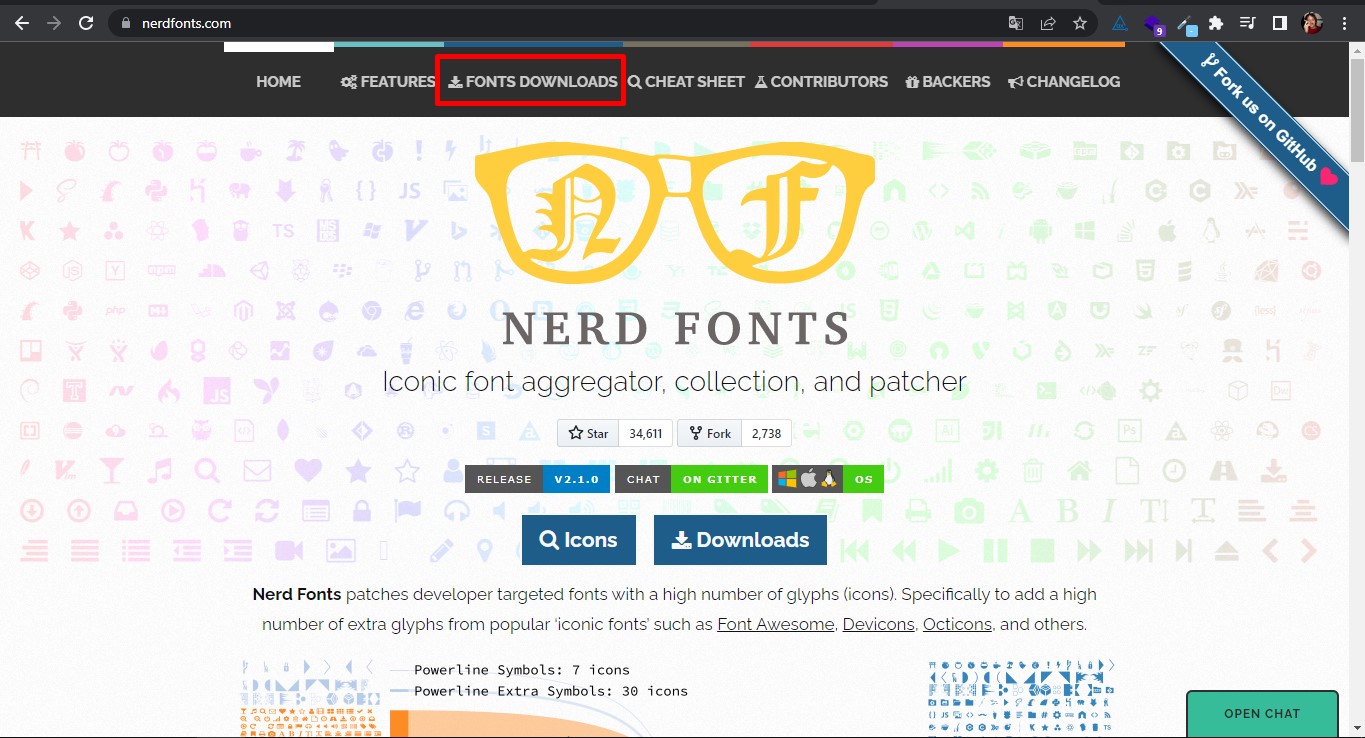 nerdfonts.com
9
HOME FEATURES FONTS DOWNLOADS CHEAT SHEET CONTRIBUTORS BACKERS CHANGELOG
Fork us on GitHub
NF
NERD FONTS
Iconic font aggregator, collection, and patcher
Star 34,611 Fork 2,738
RELEASE V2.1.0 CHAT ON GITTER OS
Icons Downloads
Nerd Fonts patches developer targeted fonts with a high number of glyphs (icons). Specifically to add a high
number of extra glyphs from popular ‘iconic fonts’ such as Font Awesome, Devicons, Octicons, and others.
Powerline Symbols: 7 icons
Powerline Extra Symbols: 30 icons
OPEN CHAT